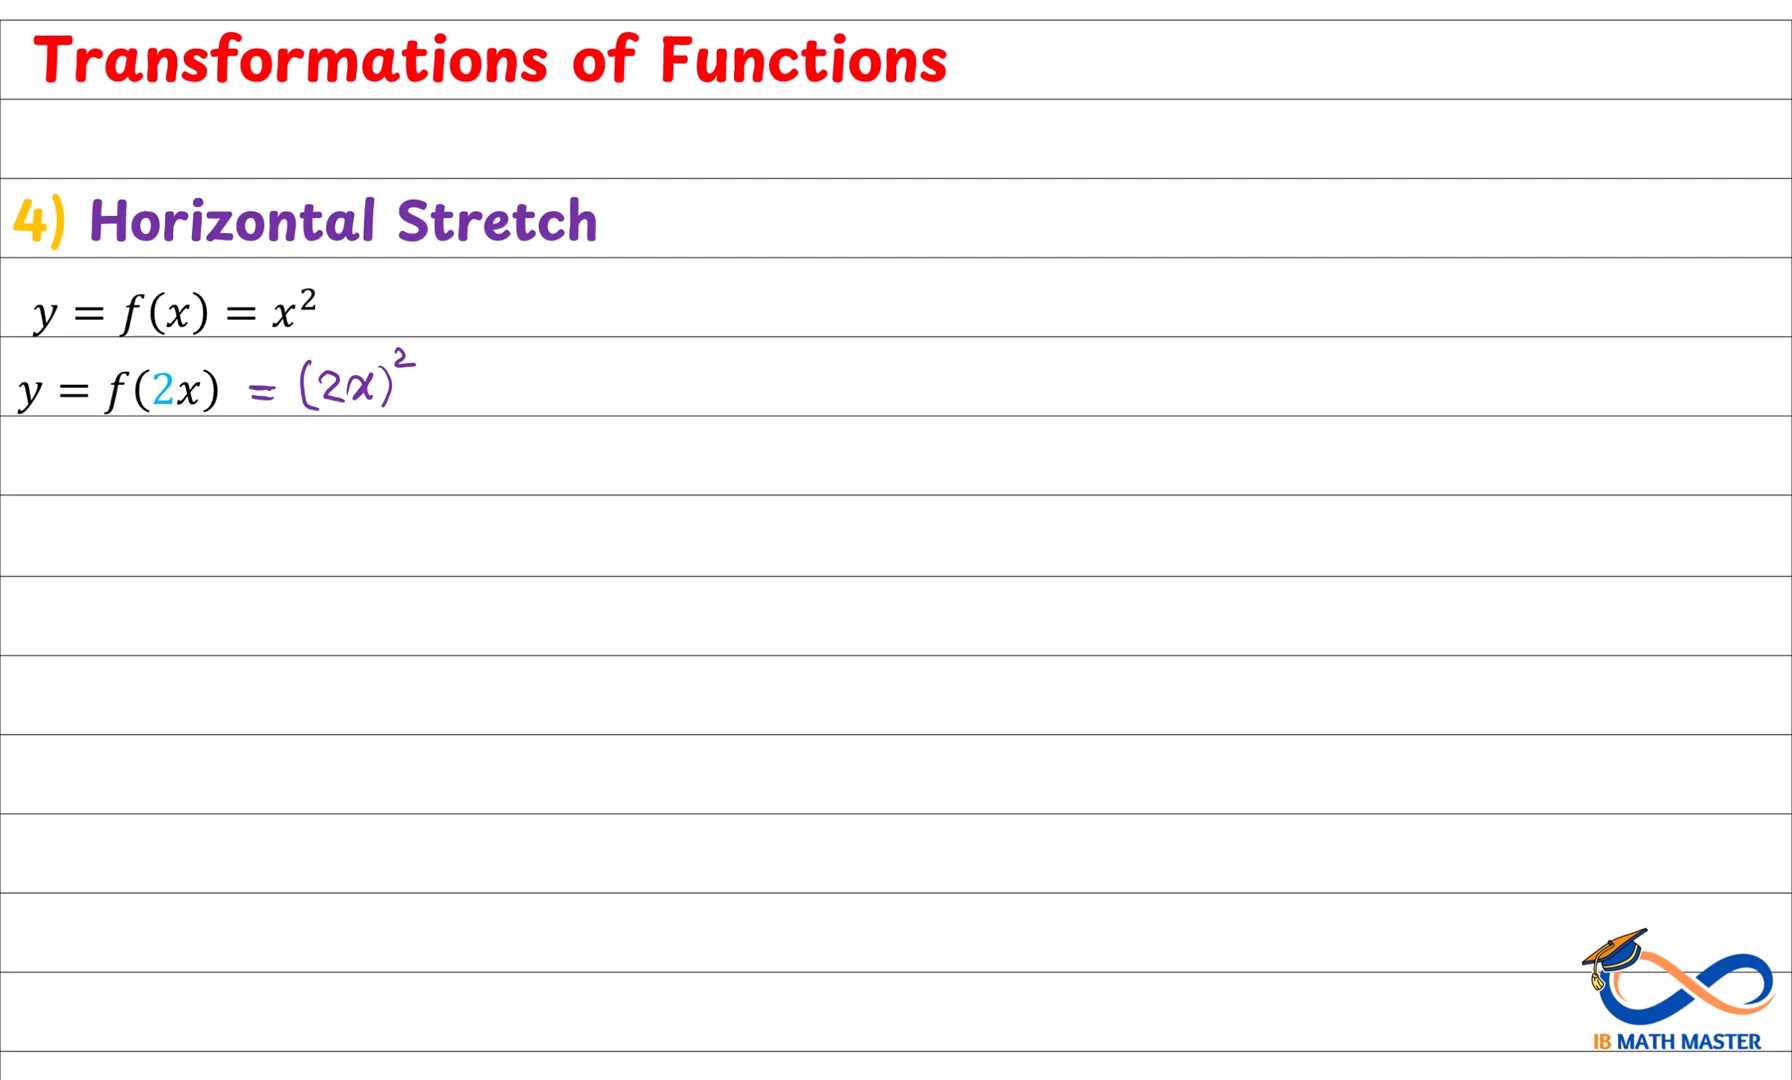 Transformations of Functions
4) Horizontal Stretch
y = f(x) = x²
y = f(2x) = (2x)²
IB MATH MASTER